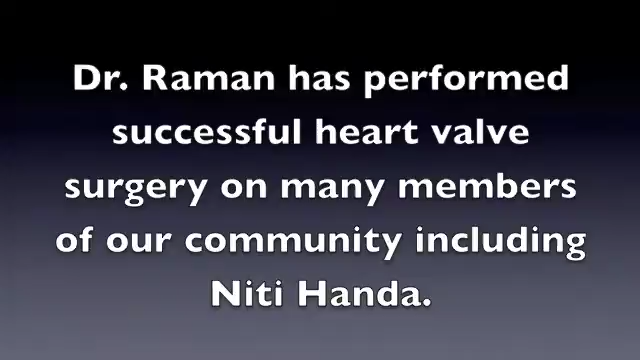 Dr. Raman has performed
successful heart valve
surgery on many members
of our community including
Niti Handa.